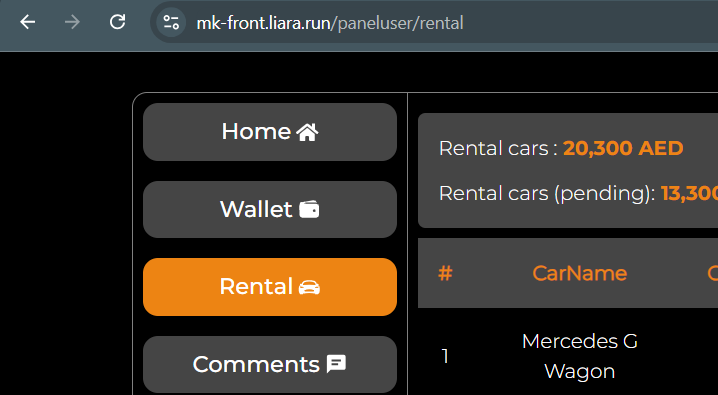 mk-front.liara.run/paneluser/rental
Home
Wallet
Rental
Comments
Rental cars : 20,300 AED
Rental cars (pending): 13,300
# CarName
1 Mercedes G
Wagon